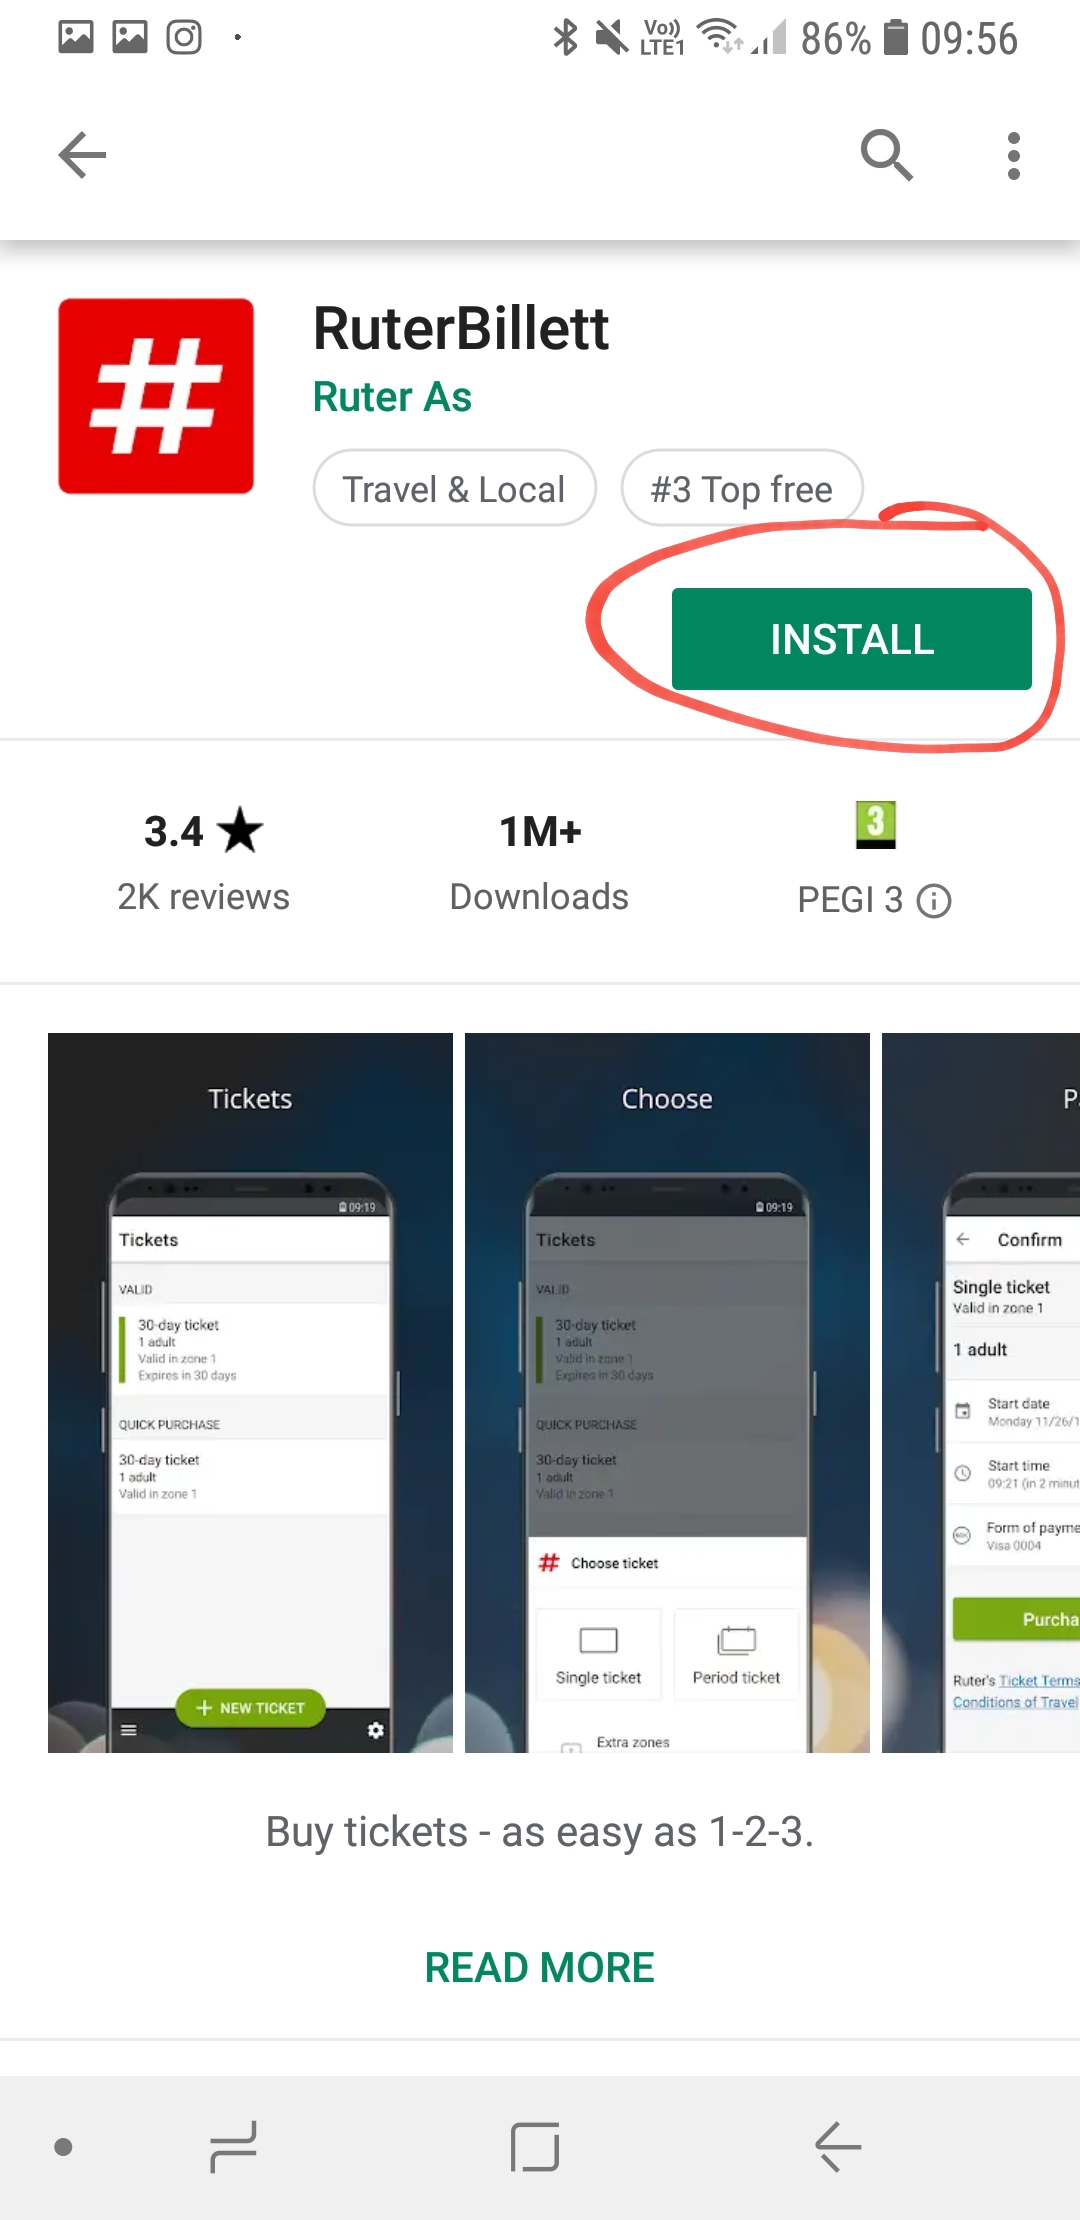 Vo)) LTE1 86% 09:56
#
RuterBillett
Ruter As
Travel & Local
#3 Top free
INSTALL
3.4 ★
2K reviews
1M+
Downloads
3
PEGI 3
Tickets
09:19
Tickets
VALID
30-day ticket
1 adult
Valid in zone 1
Expires in 30 days
QUICK PURCHASE
30-day ticket
1 adult
Valid in zone 1
+ NEW TICKET
Choose
09:19
Tickets
VALID
30-day ticket
1 adult
Valid in zone 1
Expires in 30 days
QUICK PURCHASE
30-day ticket
1 adult
Valid in zone 1
# Choose ticket
Single ticket
Period ticket
Extra zones
Confirm
Single ticket
Valid in zone 1
1 adult
Start date
Monday 11/26/1
Start time
09:21 (in 2 minut
Form of payme
Visa 0004
Purcha
Ruter's Ticket Terms
Conditions of Travel
Buy tickets - as easy as 1-2-3.
READ MORE